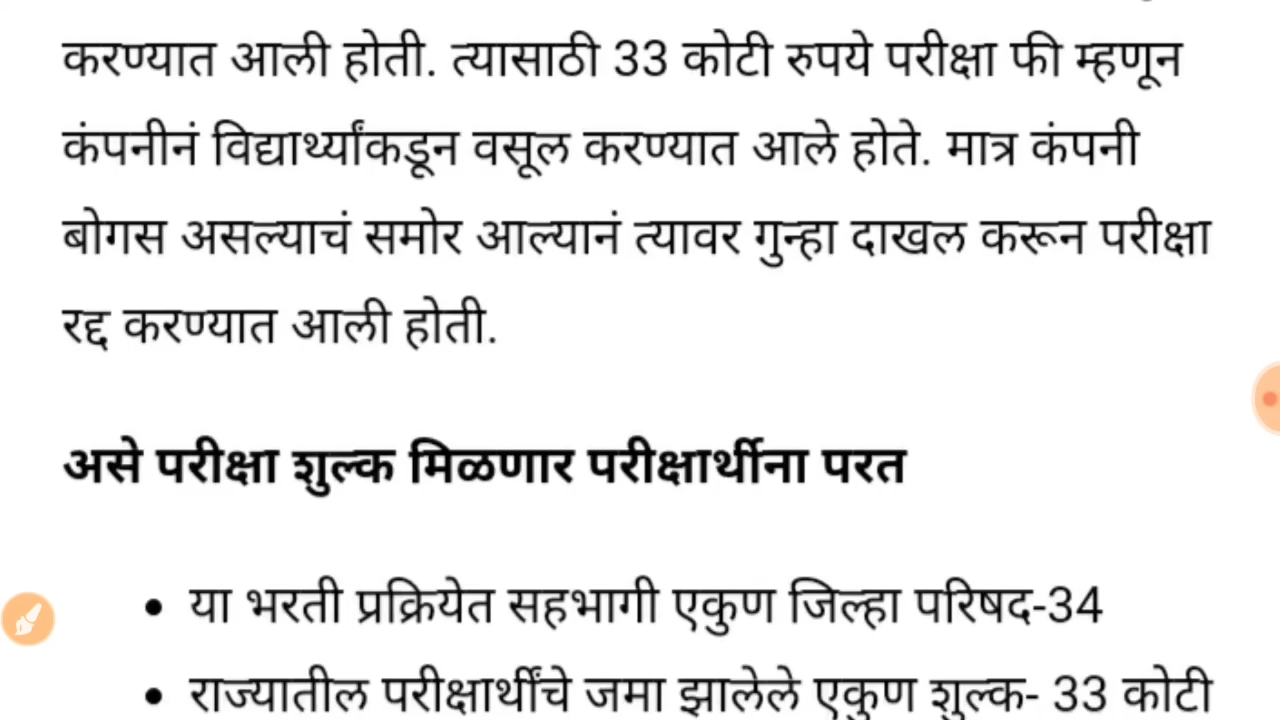 करण्यात आली होती. त्यासाठी 33 कोटी रुपये परीक्षा फी म्हणून
कंपनीनं विद्यार्थ्यांकडून वसूल करण्यात आले होते. मात्र कंपनी
बोगस असल्याचं समोर आल्यानं त्यावर गुन्हा दाखल करून परीक्षा
रद्द करण्यात आली होती.
असे परीक्षा शुल्क मिळणार परीक्षार्थीना परत
• या भरती प्रक्रियेत सहभागी एकुण जिल्हा परिषद-34
• राज्यातील परीक्षार्थींचे जमा झालेले एकुण शुल्क- 33 कोटी